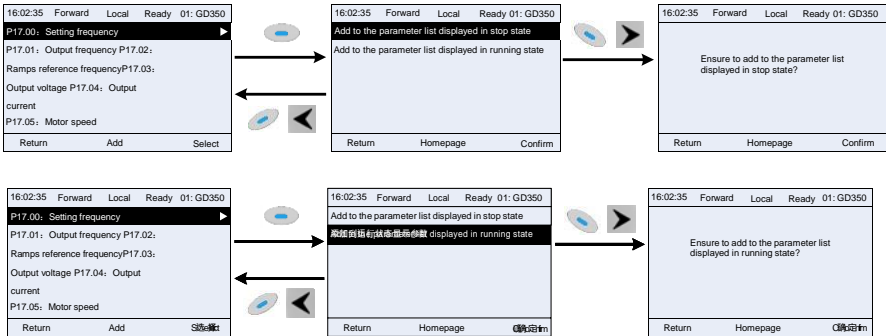 16:02:35 Forward Local Ready 01: GD350
P17.00: Setting frequency
P17.01: Output frequency P17.02:
Ramps reference frequencyP17.03:
Output voltage P17.04: Output
current
P17.05: Motor speed
Return Add Select
16:02:35 Forward Local Ready 01: GD350
Add to the parameter list displayed in stop state
Add to the parameter list displayed in running state
Return Homepage Confirm
16:02:35 Forward Local Ready 01: GD350
Ensure to add to the parameter list
displayed in stop state?
Return Homepage Confirm
16:02:35 Forward Local Ready 01: GD350
P17.00: Setting frequency
P17.01: Output frequency P17.02:
Ramps reference frequencyP17.03:
Output voltage P17.04: Output
current
P17.05: Motor speed
Return Add
16:02:35 Forward Local Ready 01: GD350
Add to the parameter list displayed in stop state
displayed in running state
Return Homepage
16:02:35 Forward Local Ready 01: GD350
Ensure to add to the parameter list
displayed in running state?
Return Homepage